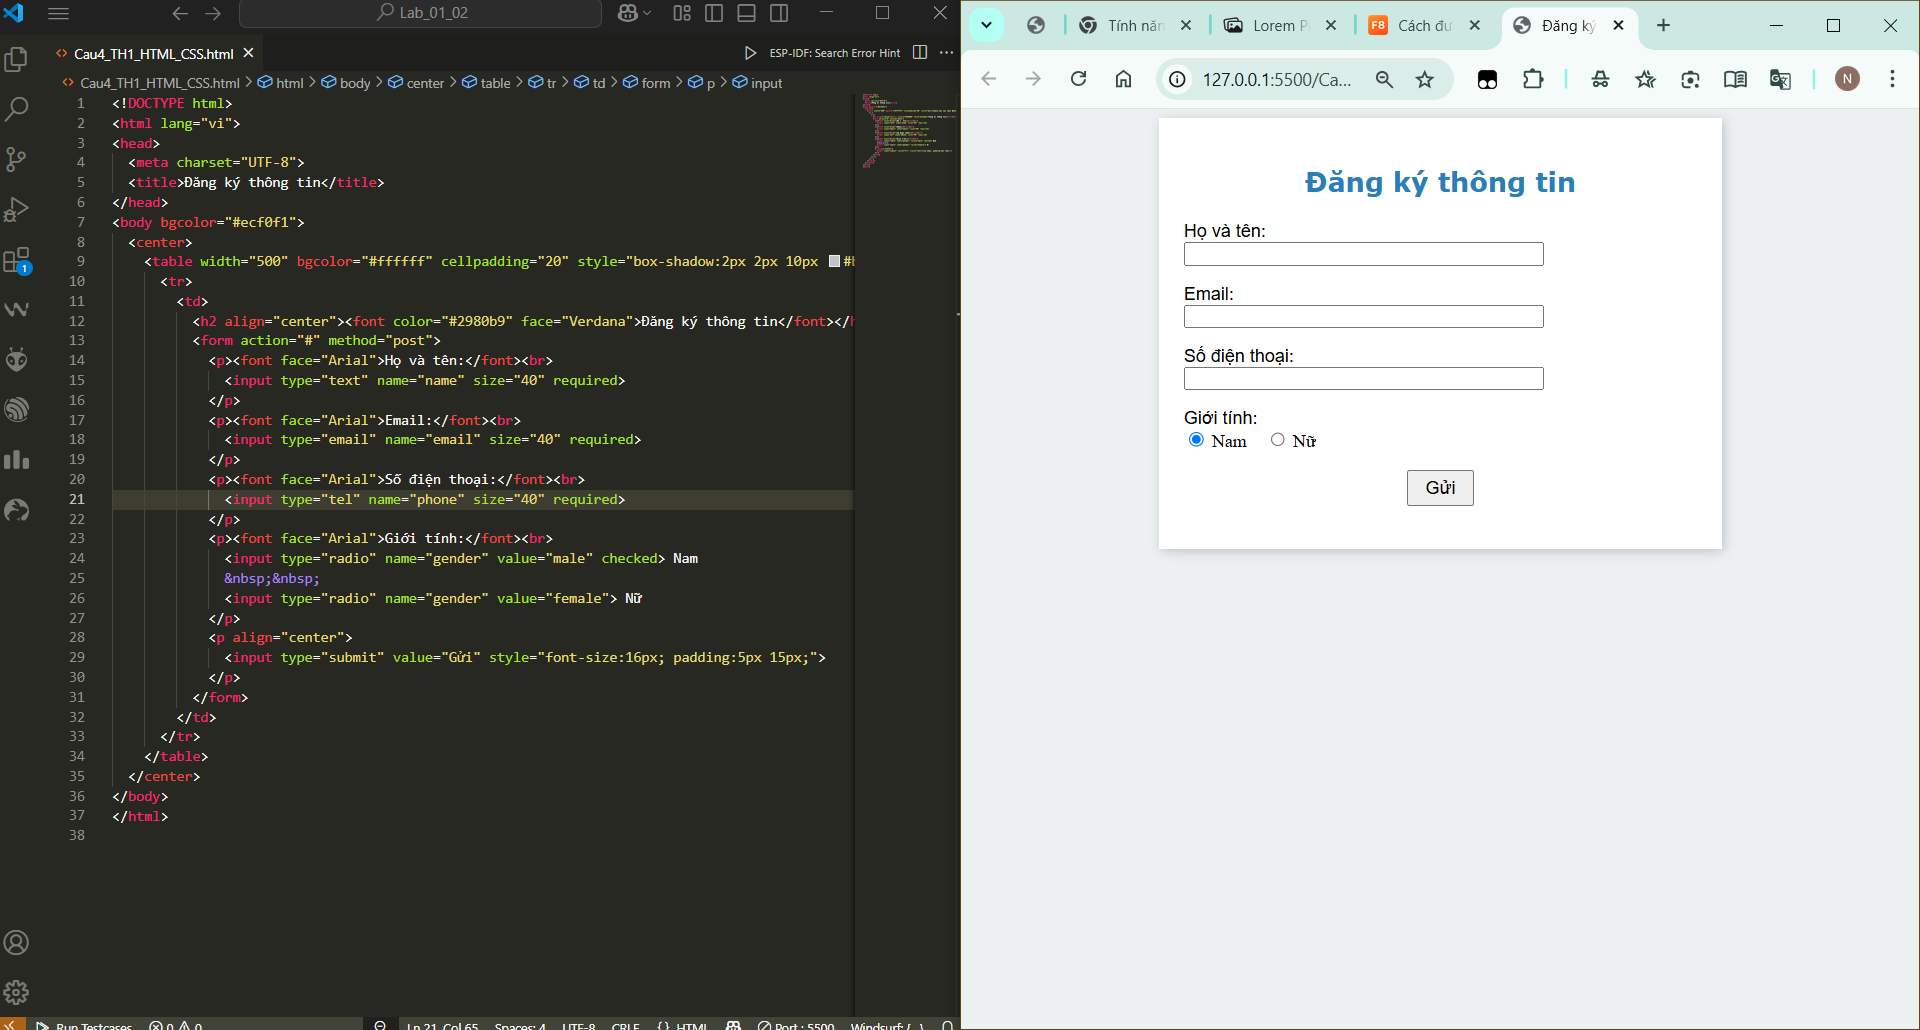 Lab_01_02
Cau4_TH1_HTML_CSS.html
ESP-IDF: Search Error Hint
Cau4_TH1_HTML_CSS.html > html > body > center > table > tr > td > form > p > input
1 <!DOCTYPE html>
2 <html lang="vi">
3 <head>
4 <meta charset="UTF-8">
5 <title>Đăng ký thông tin</title>
6 </head>
7 <body bgcolor="#ecf0f1">
8 <center>
9 <table width="500" bgcolor="#ffffff" cellpadding="20" style="box-shadow:2px 2px 10px #b
10 <tr>
11 <td>
12 <h2 align="center"><font color="#2980b9" face="Verdana">Đăng ký thông tin</font></h
13 <form action="#" method="post">
14 <p><font face="Arial">Họ và tên:</font><br>
15 <input type="text" name="name" size="40" required>
16 </p>
17 <p><font face="Arial">Email:</font><br>
18 <input type="email" name="email" size="40" required>
19 </p>
20 <p><font face="Arial">Số điện thoại:</font><br>
21 <input type="tel" name="phone" size="40" required>
22 </p>
23 <p><font face="Arial">Giới tính:</font><br>
24 <input type="radio" name="gender" value="male" checked> Nam
25 &nbsp;&nbsp;
26 <input type="radio" name="gender" value="female"> Nữ
27 </p>
28 <p align="center">
29 <input type="submit" value="Gửi" style="font-size:16px; padding:5px 15px;">
30 </p>
31 </form>
32 </td>
33 </tr>
34 </table>
35 </center>
36 </body>
37 </html>
38
1
Run Testcases 0 0 Ln 21, Col 65 Spaces: 4 UTF-8 CRLF {} HTML Port : 5500 Windsurf: {...}
Tính năn
Lorem P
F8 Cách đư
Đăng ký
127.0.0.1:5500/Ca...
N
Đăng ký thông tin
Họ và tên:
Email:
Số điện thoại:
Giới tính:
Nam Nữ
Gửi